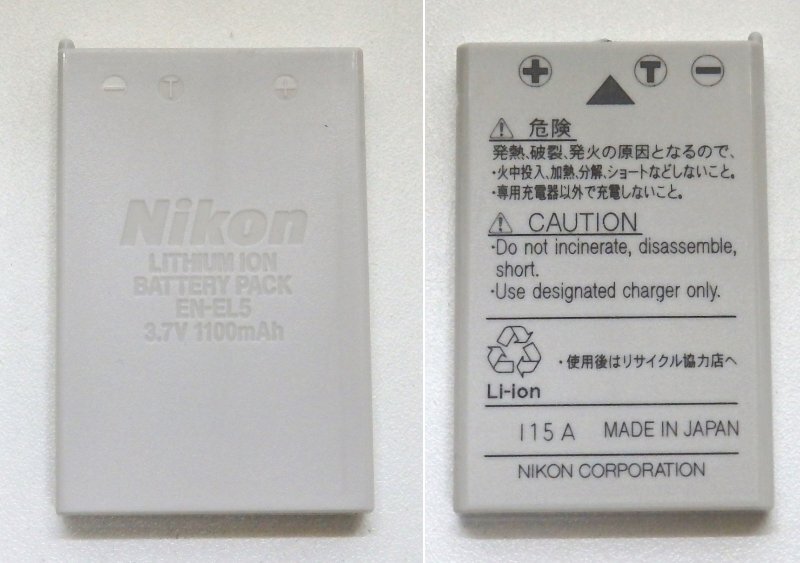 − T +
Nikon
LITHIUM ION
BATTERY PACK
EN-EL5
3.7V 1100mAh
+ T −
危険
発熱、破裂、発火の原因となるので、
・火中投入、加熱、分解、ショートなどしないこと。
・専用充電器以外で充電しないこと。
CAUTION
・Do not incinerate, disassemble,
short.
・Use designated charger only.
・使用後はリサイクル協力店へ
Li-ion
I15A MADE IN JAPAN
NIKON CORPORATION